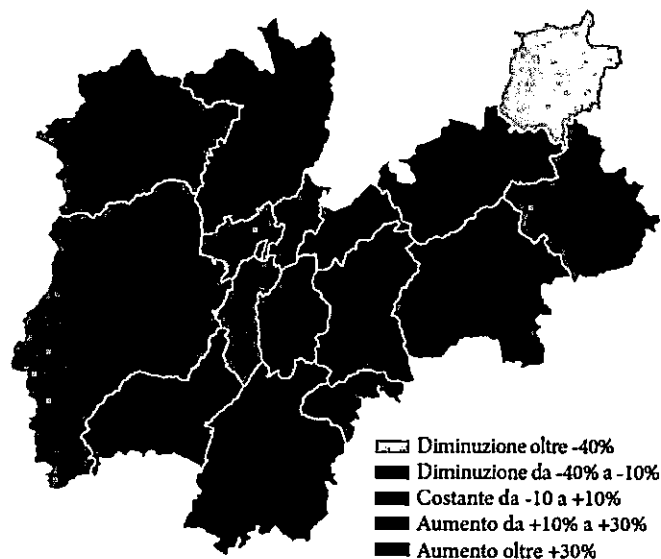 Diminuzione oltre -40%
Diminuzione da -40% a -10%
Costante da -10 a +10%
Aumento da +10% a +30%
Aumento oltre +30%